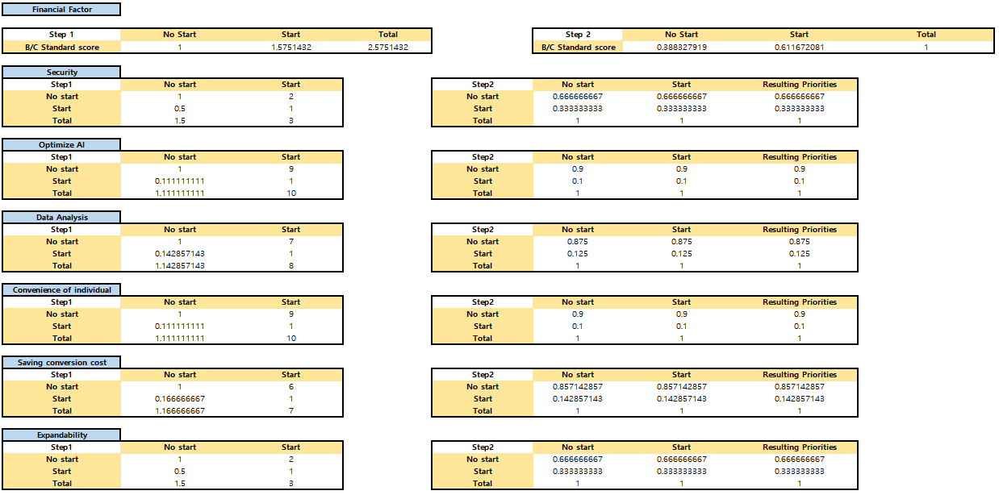 Financial Factor
Step 1 No Start Start Total
B/C Standard score 1 1.5751432 2.5751432
Step 2 No Start Start Total
B/C Standard score 0.388327919 0.611672081 1
Security
Step1 No start Start
No start 1 2
Start 0.5 1
Total 1.5 3
Step2 No start Start Resulting Priorities
No start 0.666666667 0.666666667 0.666666667
Start 0.333333333 0.333333333 0.333333333
Total 1 1 1
Optimize AI
Step1 No start Start
No start 1 9
Start 0.111111111 1
Total 1.111111111 10
Step2 No start Start Resulting Priorities
No start 0.9 0.9 0.9
Start 0.1 0.1 0.1
Total 1 1 1
Data Analysis
Step1 No start Start
No start 1 7
Start 0.142857143 1
Total 1.142857143 8
Step2 No start Start Resulting Priorities
No start 0.875 0.875 0.875
Start 0.125 0.125 0.125
Total 1 1 1
Convenience of individual
Step1 No start Start
No start 1 9
Start 0.111111111 1
Total 1.111111111 10
Step2 No start Start Resulting Priorities
No start 0.9 0.9 0.9
Start 0.1 0.1 0.1
Total 1 1 1
Saving conversion cost
Step1 No start Start
No start 1 6
Start 0.166666667 1
Total 1.166666667 7
Step2 No start Start Resulting Priorities
No start 0.857142857 0.857142857 0.857142857
Start 0.142857143 0.142857143 0.142857143
Total 1 1 1
Expandability
Step1 No start Start
No start 1 2
Start 0.5 1
Total 1.5 3
Step2 No start Start Resulting Priorities
No start 0.666666667 0.666666667 0.666666667
Start 0.333333333 0.333333333 0.333333333
Total 1 1 1